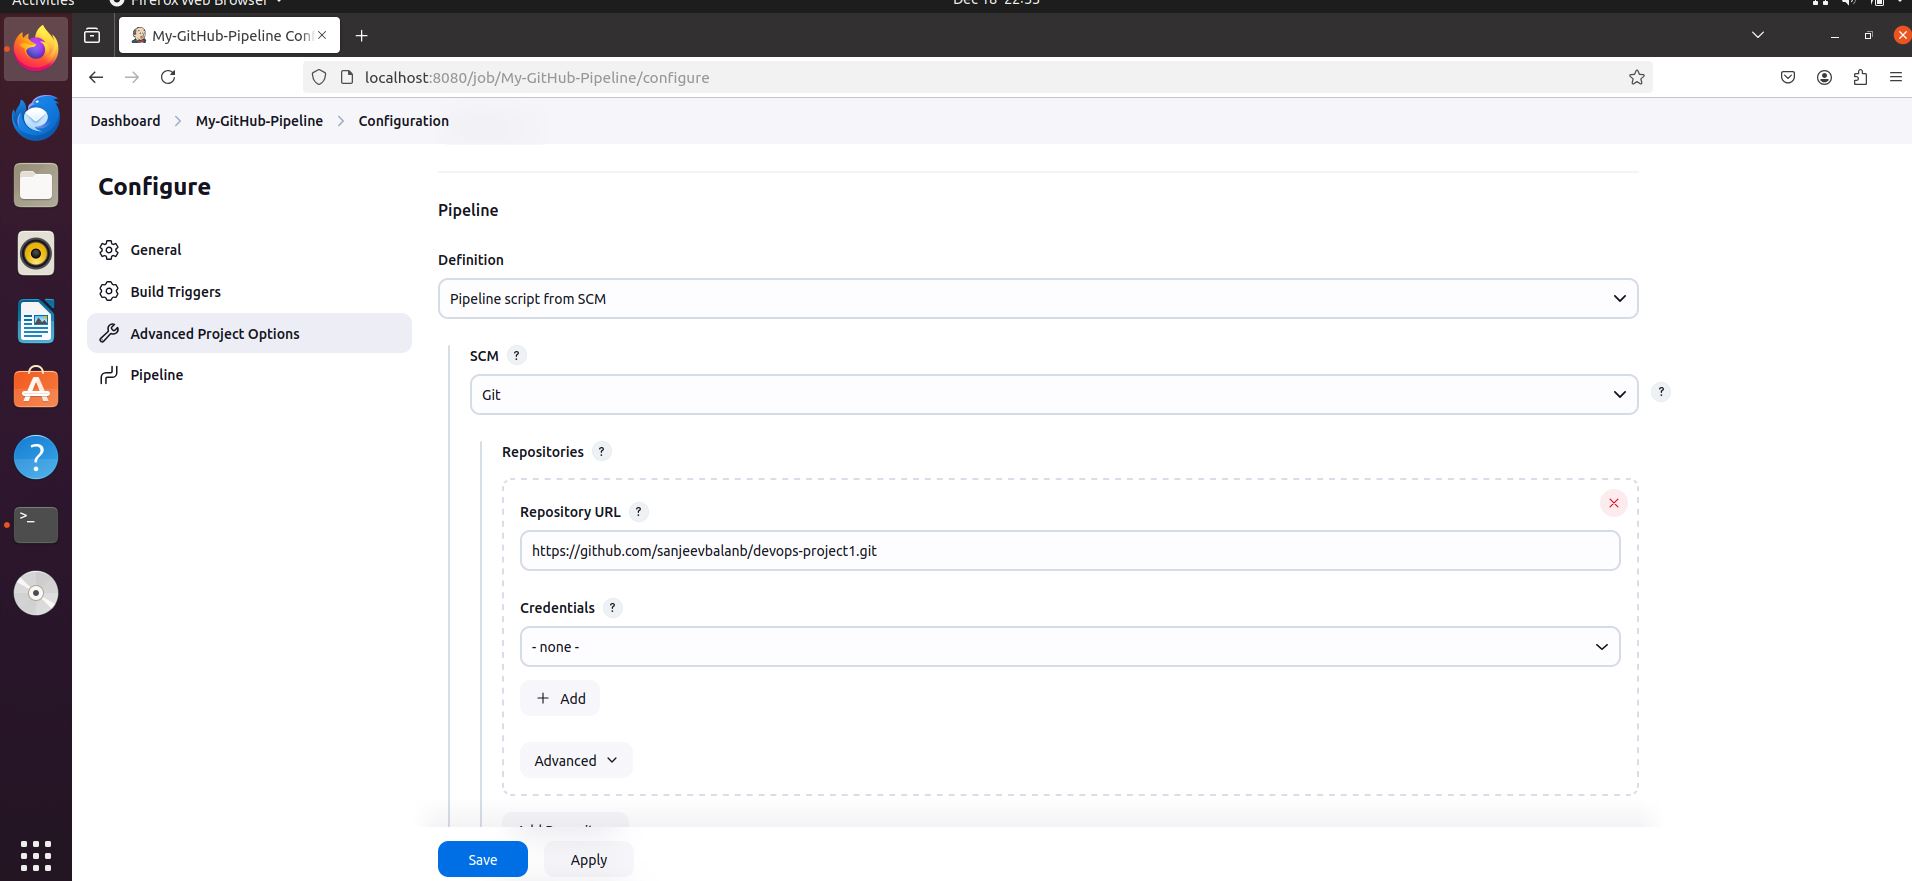 Activities Firefox Web Browser Dec 18 22:55
My-GitHub-Pipeline Con
localhost:8080/job/My-GitHub-Pipeline/configure
Dashboard My-GitHub-Pipeline Configuration
Configure
General
Build Triggers
Advanced Project Options
Pipeline
Pipeline
Definition
Pipeline script from SCM
SCM ?
Git
?
Repositories ?
Repository URL ?
https://github.com/sanjeevbalanb/devops-project1.git
Credentials ?
- none -
Add
Advanced
Save Apply